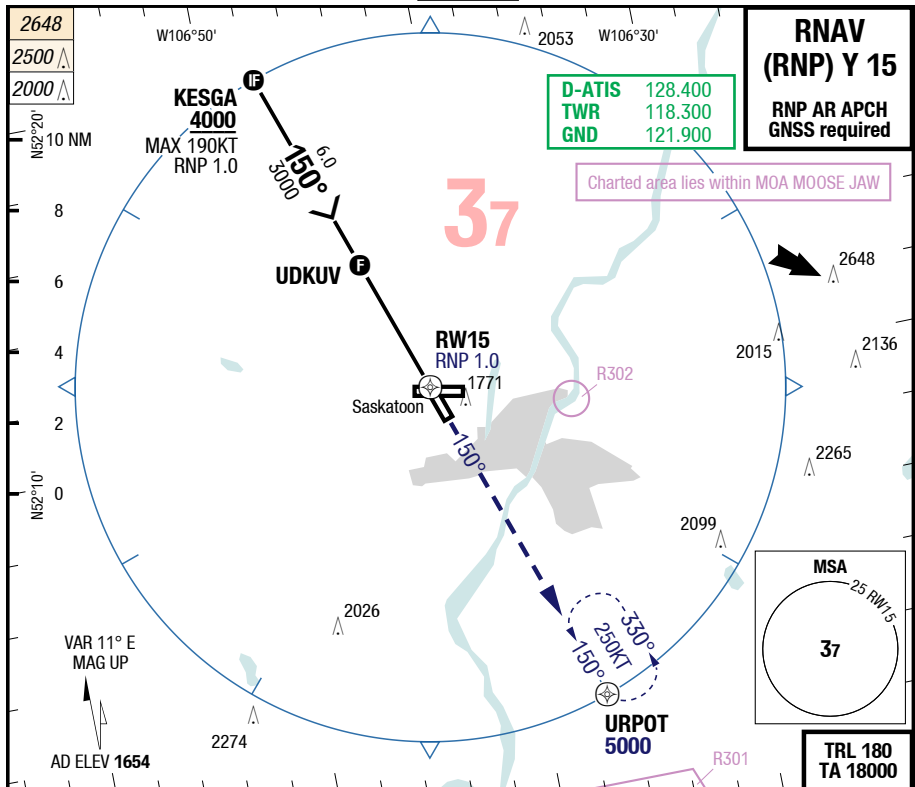 2648
2500
2000
W106°50'
2053
W106°30'
RNAV
(RNP) Y 15
RNP AR APCH
GNSS required
D-ATIS 128.400
TWR 118.300
GND 121.900
IF
KESGA
4000
MAX 190KT
RNP 1.0
N52°20'
10 NM
6.0
150°
3000
37
Charted area lies within MOA MOOSE JAW
8
2648
6
UDKUV
F
4
RW15
RNP 1.0
2015
2136
1771
R302
Saskatoon
2
150°
2265
N52°10'
0
2099
MSA
25 RW15
37
2026
330°
250KT
150°
VAR 11° E
MAG UP
URPOT
5000
2274
AD ELEV 1654
R301
TRL 180
TA 18000